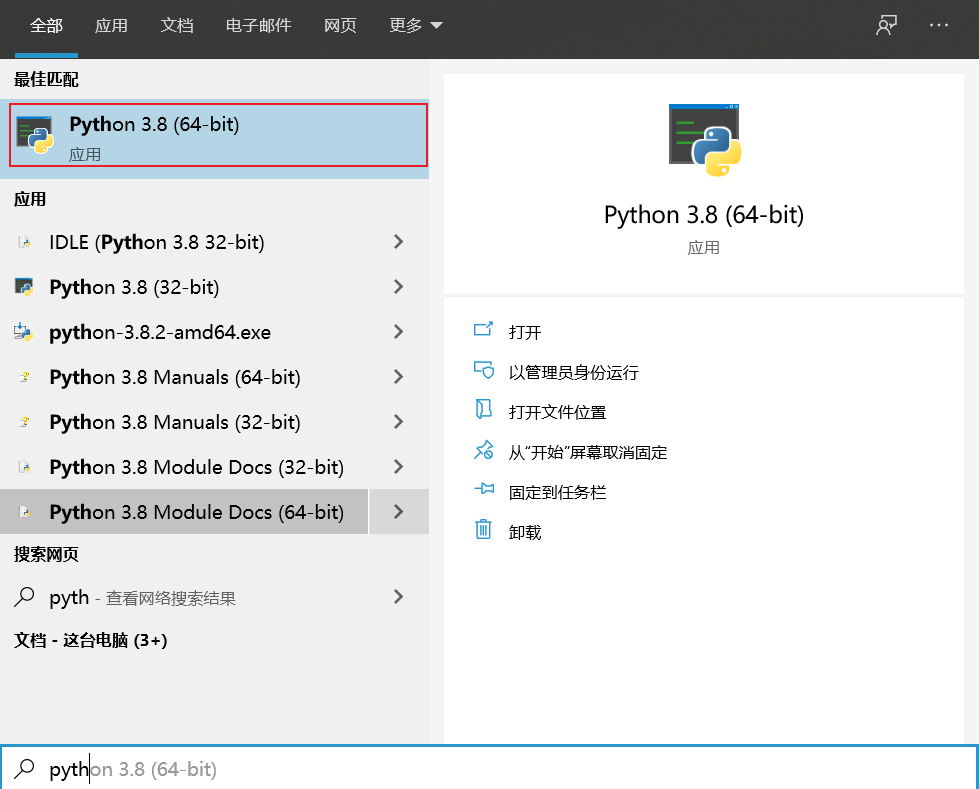 全部 应用 文档 电子邮件 网页 更多
最佳匹配
Python 3.8 (64-bit)
应用
应用
IDLE (Python 3.8 32-bit)
Python 3.8 (32-bit)
python-3.8.2-amd64.exe
Python 3.8 Manuals (64-bit)
Python 3.8 Manuals (32-bit)
Python 3.8 Module Docs (32-bit)
Python 3.8 Module Docs (64-bit)
搜索网页
pyth - 查看网络搜索结果
文档 - 这台电脑 (3+)
Python 3.8 (64-bit)
应用
打开
以管理员身份运行
打开文件位置
从“开始”屏幕取消固定
固定到任务栏
卸载
python 3.8 (64-bit)